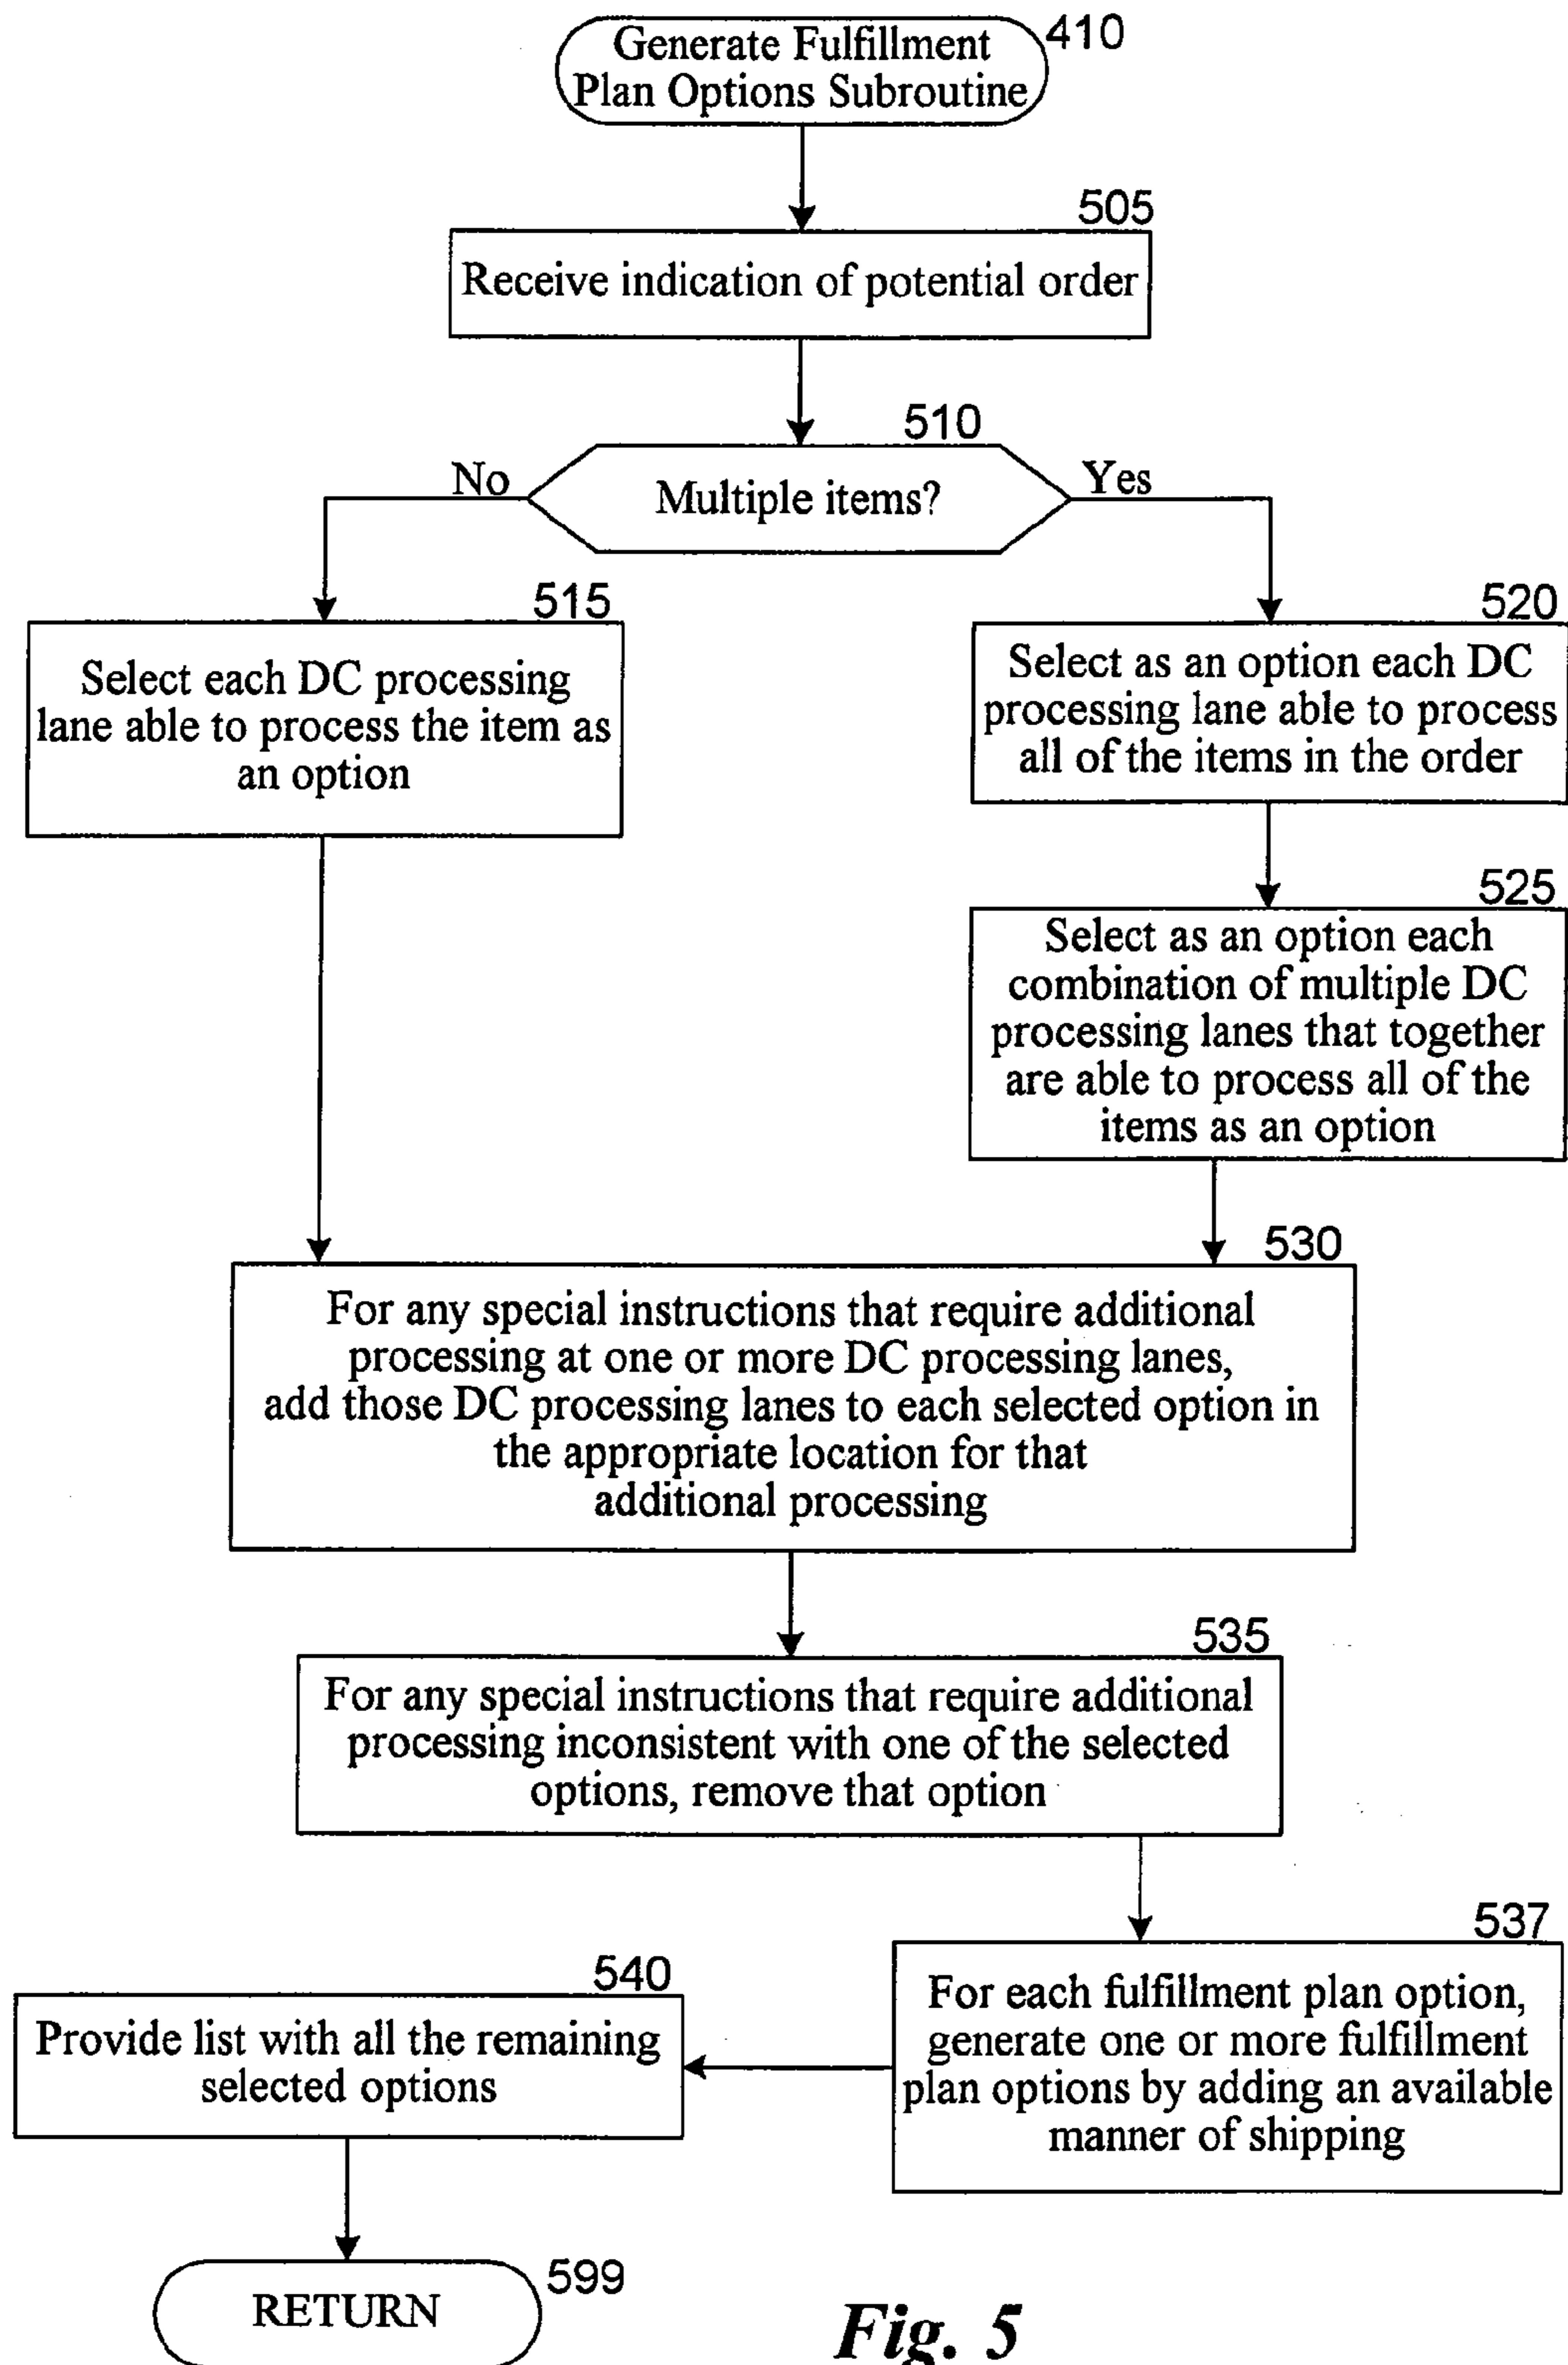 Generate Fulfillment
Plan Options Subroutine
410
505
Receive indication of potential order
510
No
Multiple items?
Yes
515
Select each DC processing
lane able to process the item as
an option
520
Select as an option each DC
processing lane able to process
all of the items in the order
525
Select as an option each
combination of multiple DC
processing lanes that together
are able to process all of the
items as an option
530
For any special instructions that require additional
processing at one or more DC processing lanes,
add those DC processing lanes to each selected option in
the appropriate location for that
additional processing
535
For any special instructions that require additional
processing inconsistent with one of the selected
options, remove that option
537
For each fulfillment plan option,
generate one or more fulfillment
plan options by adding an available
manner of shipping
540
Provide list with all the remaining
selected options
RETURN
599
Fig. 5